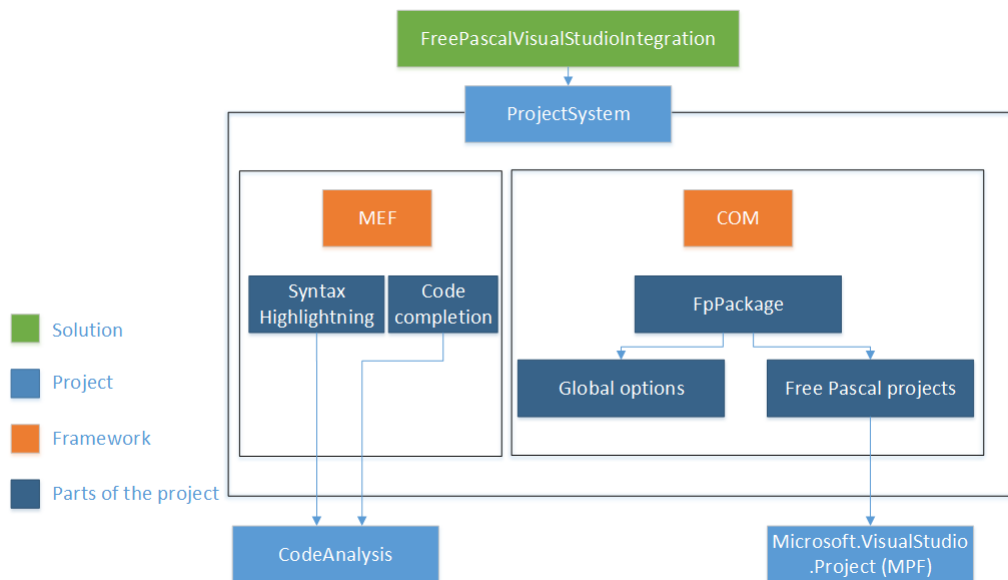 FreePascalVisualStudioIntegration
ProjectSystem
MEF
COM
Syntax
Highlightning
Code
completion
FpPackage
Global options
Free Pascal projects
Solution
Project
Framework
Parts of the project
CodeAnalysis
Microsoft.VisualStudio
.Project (MPF)